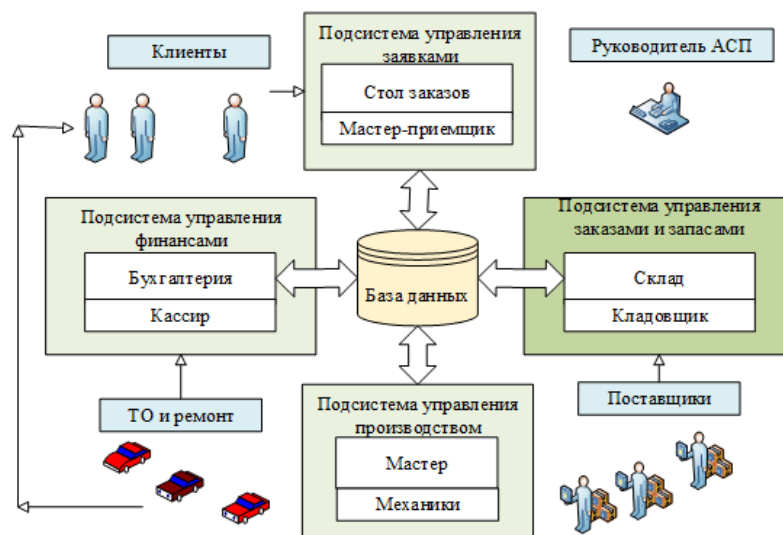 Клиенты
Подсистема управления
заявками
Стол заказов
Мастер-приемщик
Руководитель АСП
Подсистема управления
финансами
Бухгалтерия
Кассир
База данных
Подсистема управления
заказами и запасами
Склад
Кладовщик
ТО и ремонт
Подсистема управления
производством
Мастер
Механики
Поставщики